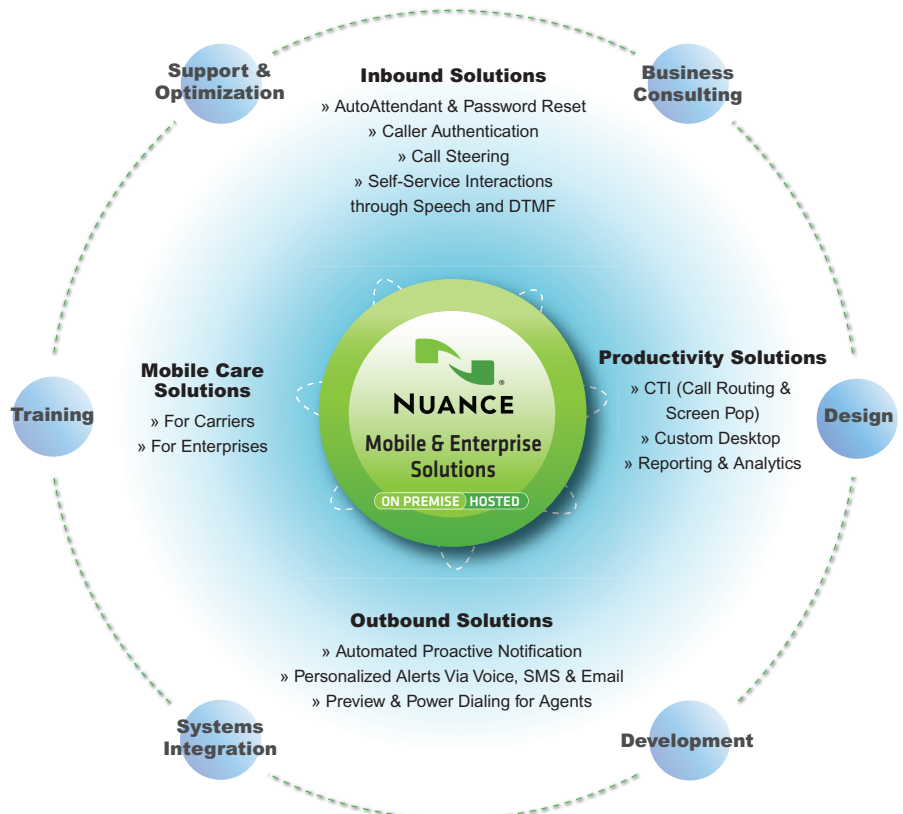 Support &
Optimization
Inbound Solutions
» AutoAttendant & Password Reset
» Caller Authentication
» Call Steering
» Self-Service Interactions
through Speech and DTMF
Business
Consulting
Mobile Care
Solutions
» For Carriers
» For Enterprises
Training
NUANCE
®
Mobile & Enterprise
Solutions
ON PREMISE HOSTED
Productivity Solutions
» CTI (Call Routing &
Screen Pop)
» Custom Desktop
» Reporting & Analytics
Design
Outbound Solutions
» Automated Proactive Notification
» Personalized Alerts Via Voice, SMS & Email
» Preview & Power Dialing for Agents
Systems
Integration
Development